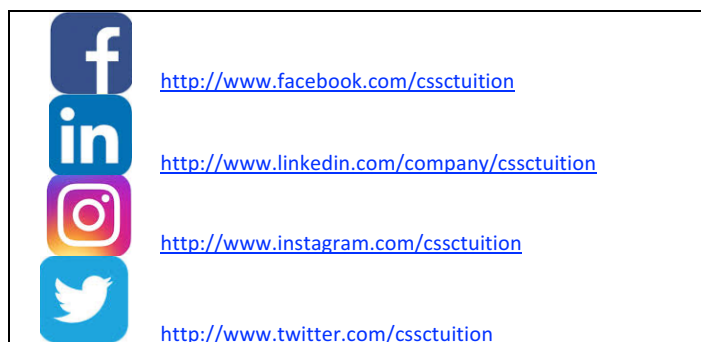 f
http://www.facebook.com/cssctuition
in
http://www.linkedin.com/company/cssctuition
http://www.instagram.com/cssctuition
http://www.twitter.com/cssctuition